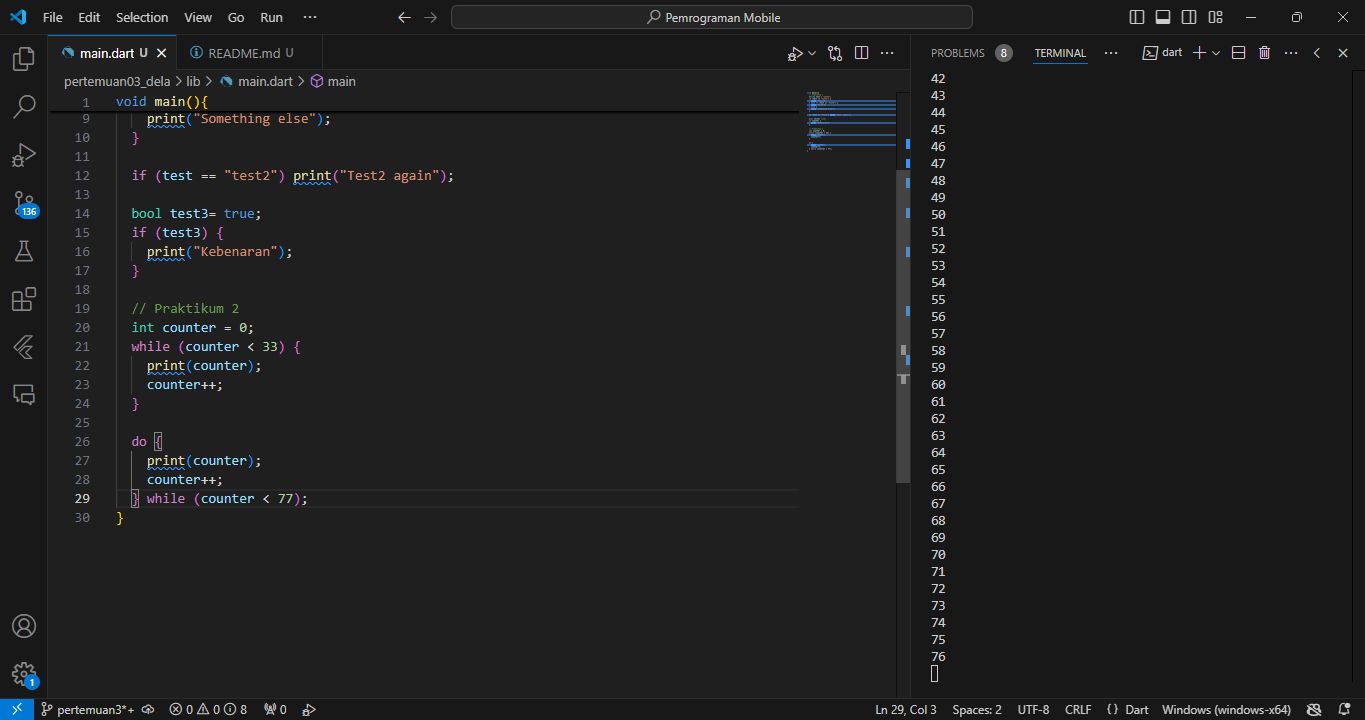 File Edit Selection View Go Run ··· Pemrograman Mobile
main.dart U README.md U
pertemuan03_dela > lib > main.dart > main
1 void main(){
9 print("Something else");
10 }
11
12 if (test == "test2") print("Test2 again");
13
14 bool test3= true;
15 if (test3) {
16 print("Kebenaran");
17 }
18
19 // Praktikum 2
20 int counter = 0;
21 while (counter < 33) {
22 print(counter);
23 counter++;
24 }
25
26 do {
27 print(counter);
28 counter++;
29 } while (counter < 77);
30 }
136
1
PROBLEMS 8 TERMINAL ··· dart
42
43
44
45
46
47
48
49
50
51
52
53
54
55
56
57
58
59
60
61
62
63
64
65
66
67
68
69
70
71
72
73
74
75
76
pertemuan3*+ 0 0 8 0 Ln 29, Col 3 Spaces: 2 UTF-8 CRLF {} Dart Windows (windows-x64)